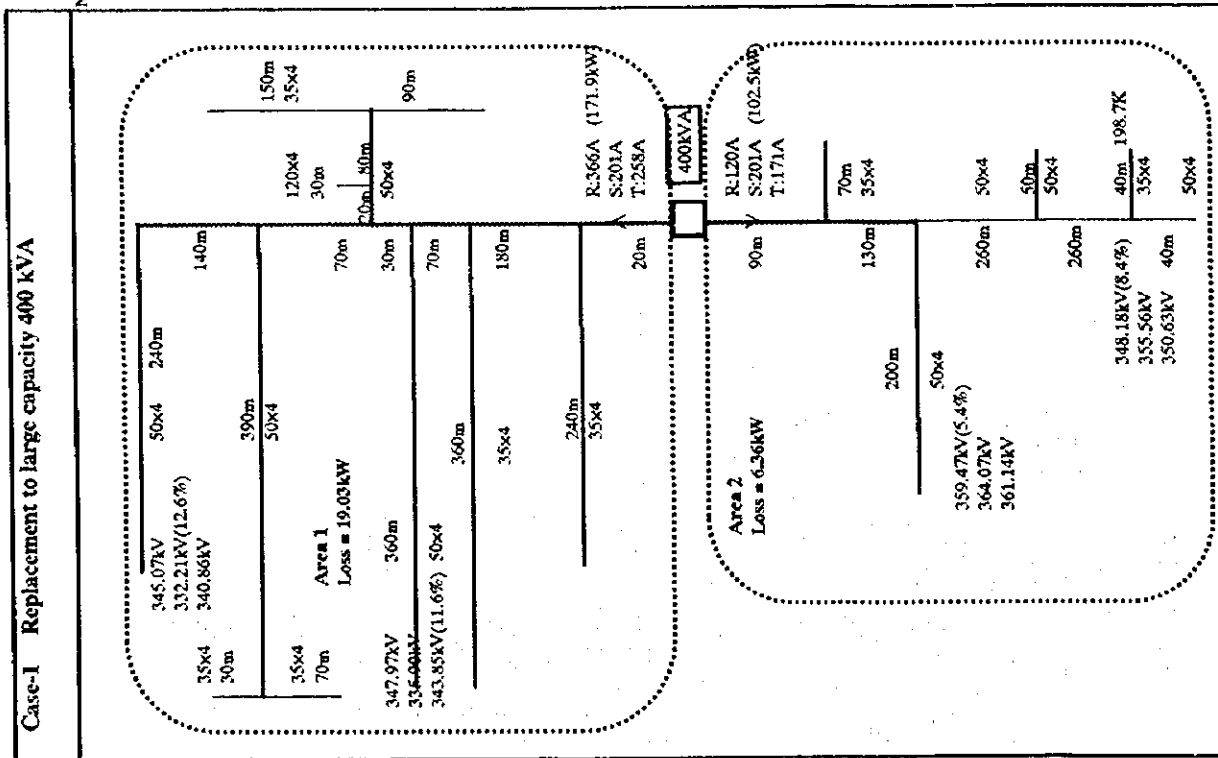 Case-1 Replacement to large capacity 400 kVA
50x4 240m
345.07kV
332.21kV(12.6%)
340.86kV
140m
150m
35x4
90m
120x4
30m
20m 80m
50x4
390m
50x4
35x4
30m
35x4
70m
Area 1
Loss = 19.03kW
70m
30m
360m
50x4
347.97kV
343.85kV(11.6%)
70m
360m
35x4
180m
240m
35x4
R:366A (171.9kW)
S:201A
T:258A
20m
400kVA
R:120A (102.5kW)
S:201A
T:171A
90m
70m
35x4
Area 2
Loss = 6.36kW
130m
200m
50x4
359.47kV(5.4%)
364.07kV
361.14kV
260m
50x4
50m
50x4
260m
40m 198.7K
35x4
348.18kV(8.4%)
355.56kV
350.63kV
40m
50x4